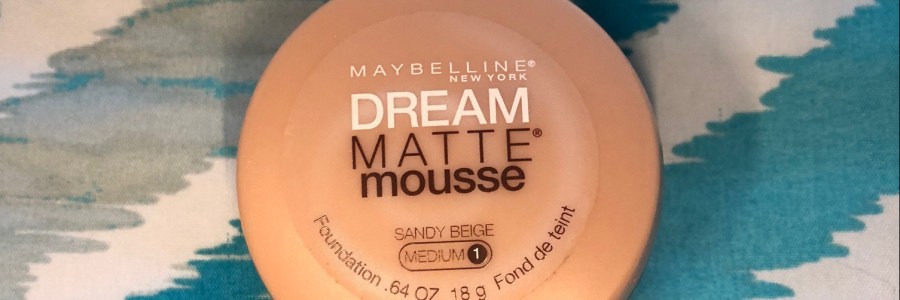 MAYBELLINE®
NEW YORK
DREAM
MATTE®
mousse
SANDY BEIGE
MEDIUM 1
Foundation .64 OZ 18 g Fond de teint